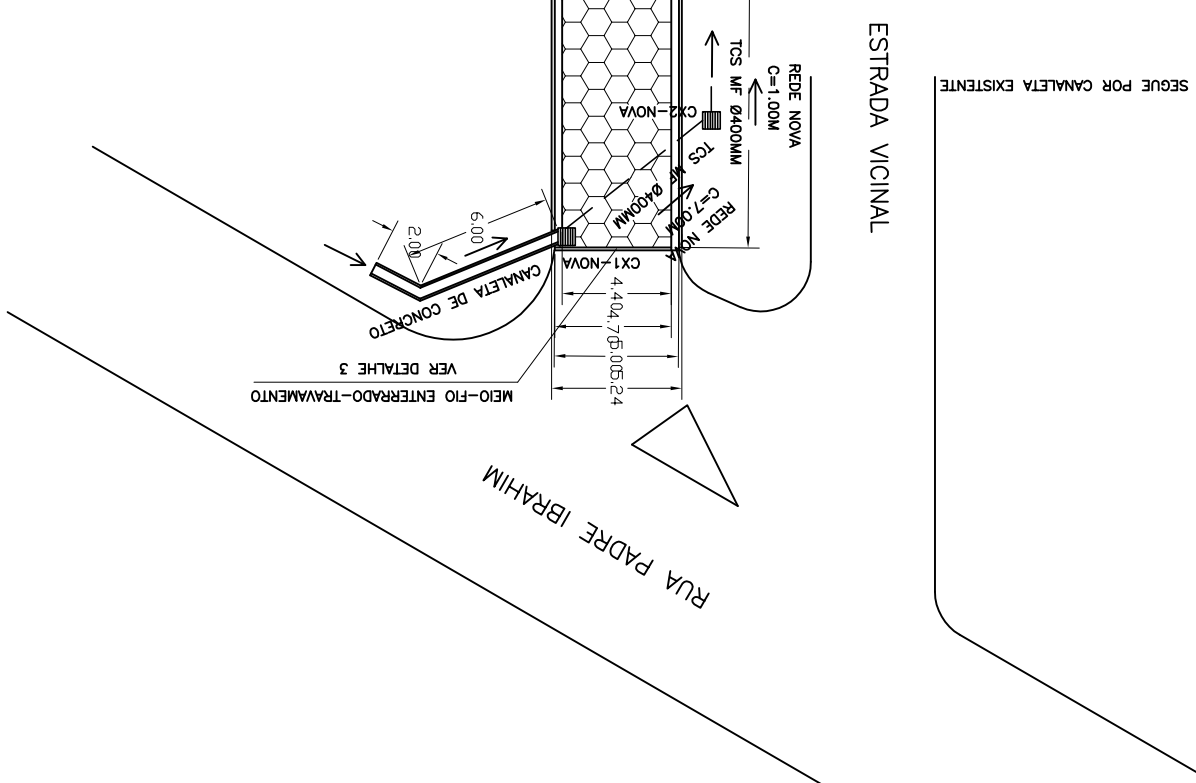 ESTRADA VICINAL
SEGUE POR CANALETA EXISTENTE
REDE NOVA
C=1.00M
TCS MF Ø400MM
CX2-NOVA
TCS MF Ø400MM
C=7.00M
REDE NOVA
CX1-NOVA
6.00
2.00
CANALETA DE CONCRETO
4.40
4.70
5.00
5.24
MEIO-FIO ENTERRADO-TRAVAMENTO
VER DETALHE 3
RUA PADRE IBRAHIM